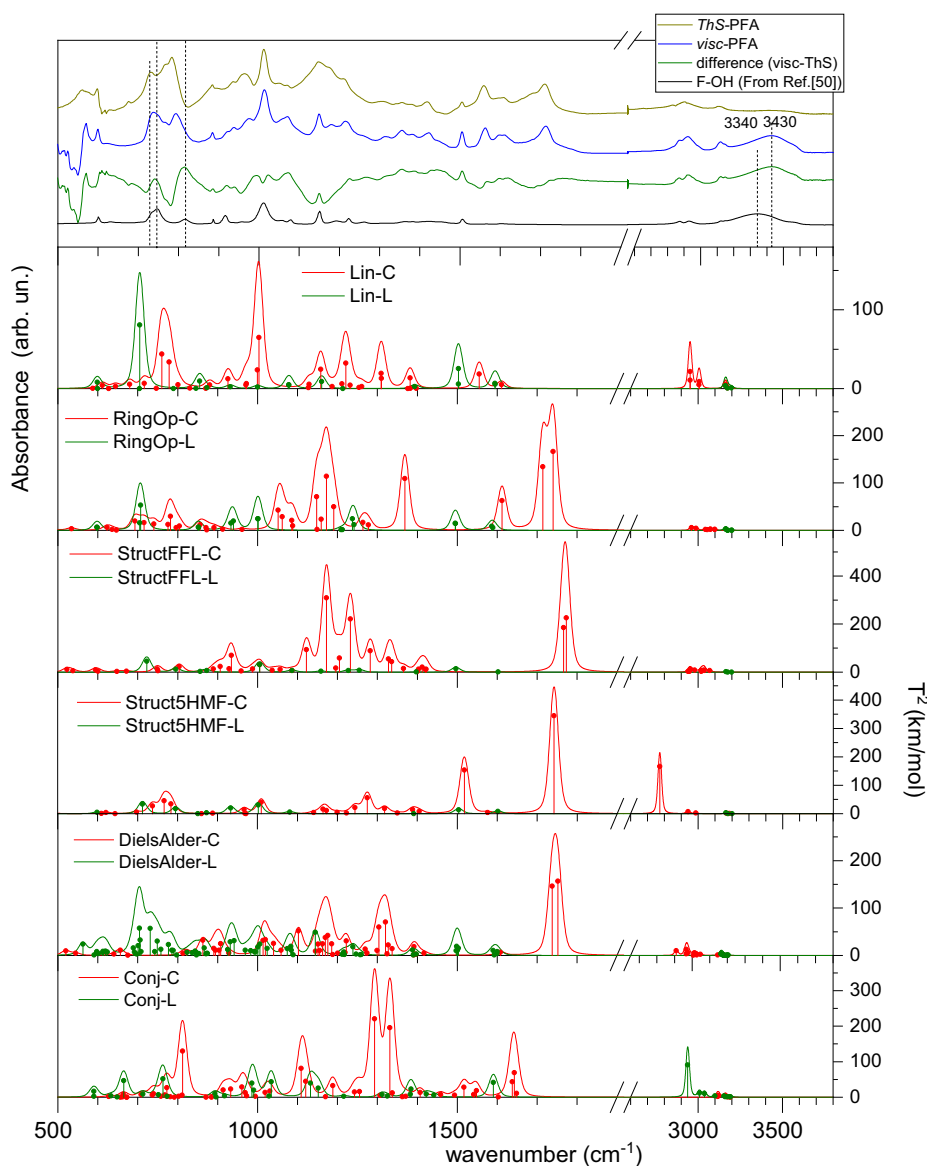 ThS-PFA
visc-PFA
difference (visc-ThS)
F-OH (From Ref.[50])
3340 3430
Lin-C
Lin-L
100
0
RingOp-C
RingOp-L
200
100
0
StructFFL-C
StructFFL-L
400
200
0
Struct5HMF-C
Struct5HMF-L
400
300
200
100
0
DielsAlder-C
DielsAlder-L
200
100
0
Conj-C
Conj-L
300
200
100
0
500 1000 1500 3000 3500
wavenumber (cm⁻¹)
Absorbance (arb. un.)
T² (km/mol)